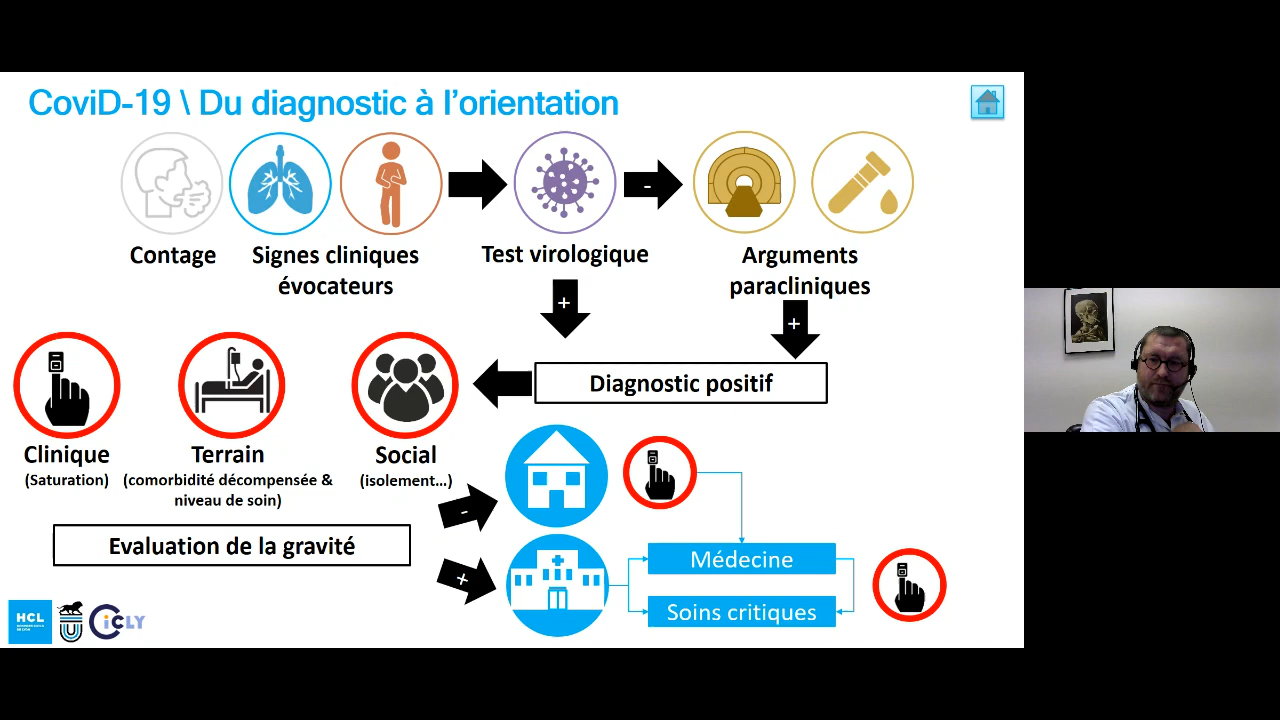 CoviD-19 \ Du diagnostic à l'orientation
Contage
Signes cliniques
évocateurs
Test virologique
-
Arguments
paracliniques
+
+
Diagnostic positif
Clinique
(Saturation)
Terrain
(comorbidité décompensée &
niveau de soin)
Social
(isolement...)
Evaluation de la gravité
-
+
Médecine
Soins critiques
HCL
CiCLY